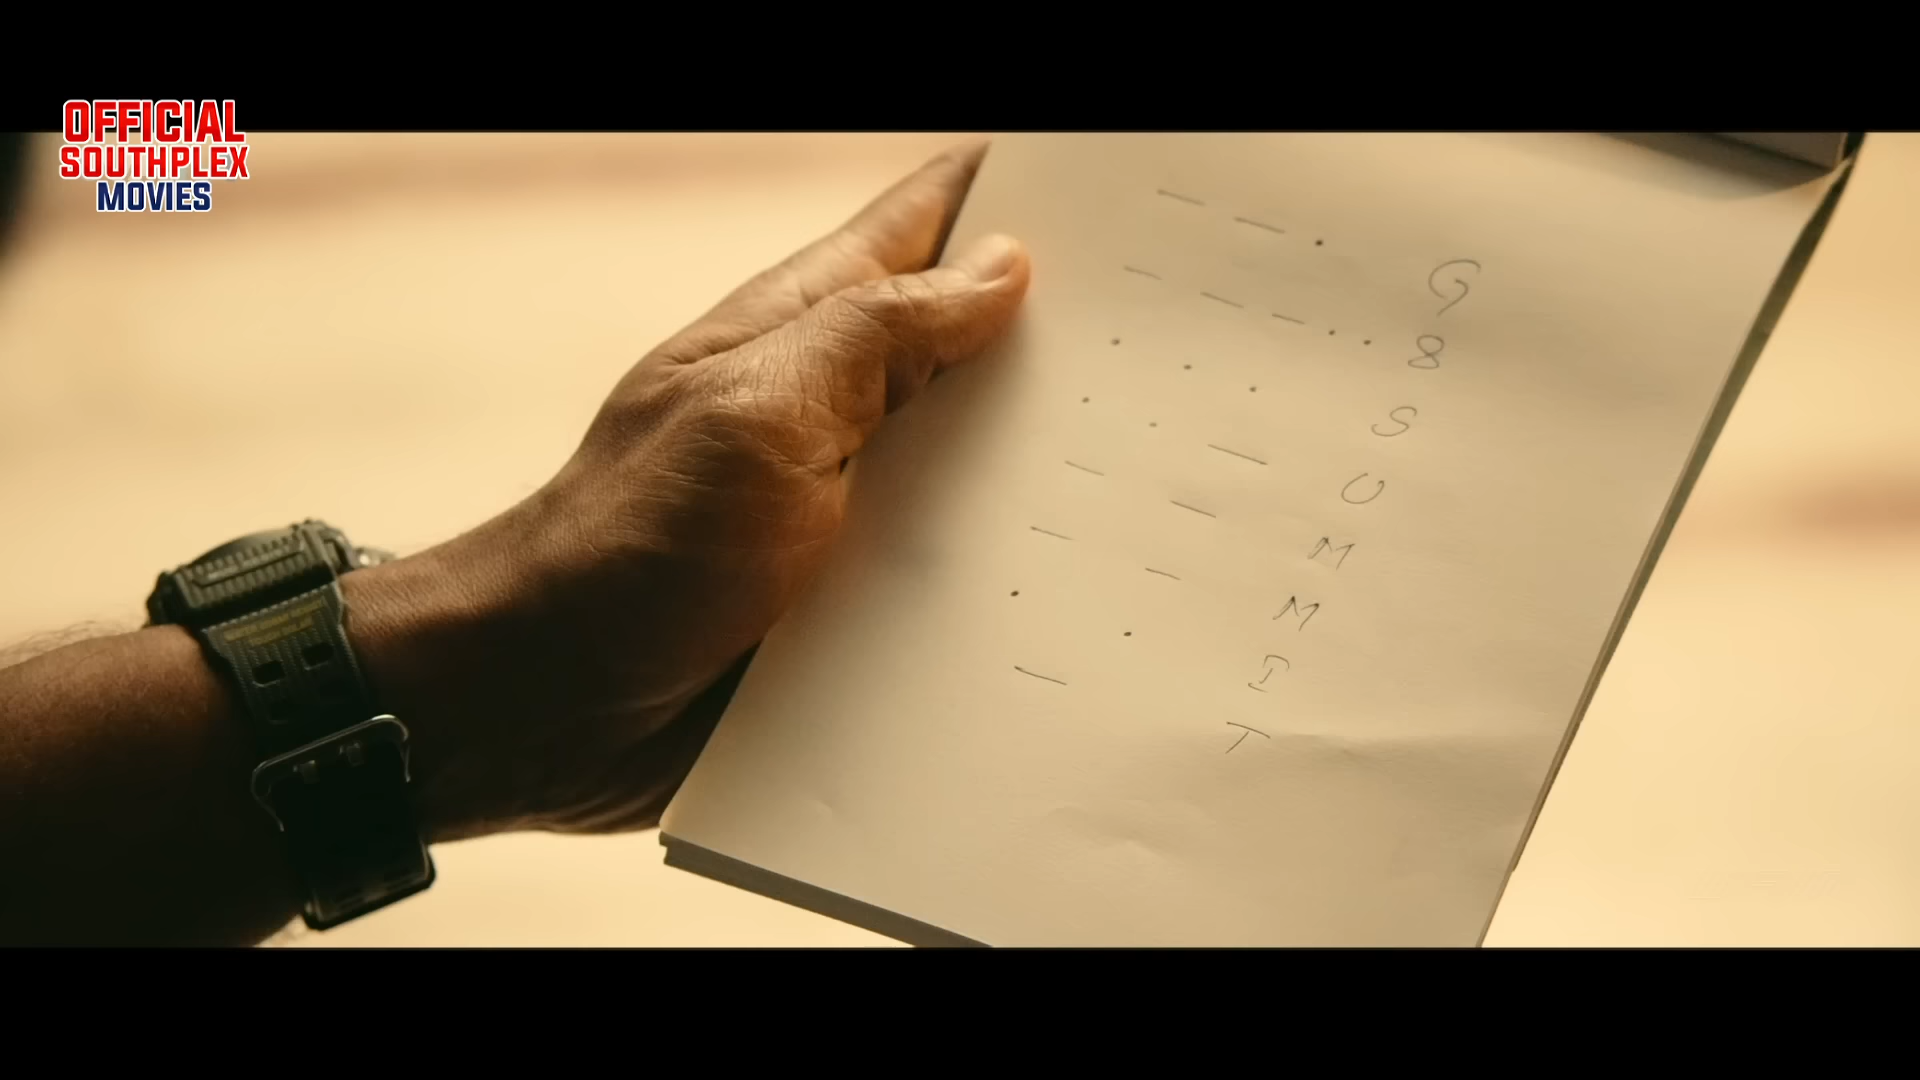 OFFICIAL
SOUTHPLEX
MOVIES
— — . G
— — — . . 8
. . . S
. . — U
— — M
— — M
. . I
— T